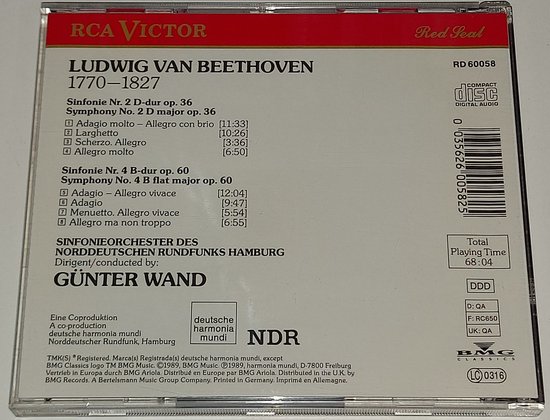 RCA VICTOR
Red Seal
LUDWIG VAN BEETHOVEN
1770—1827
RD 60058
COMPACT
disc
DIGITAL AUDIO
Sinfonie Nr. 2 D-dur op. 36
Symphony No. 2 D major op. 36
1 Adagio molto – Allegro con brio [11:33]
2 Larghetto [10:26]
3 Scherzo. Allegro [3:36]
4 Allegro molto [6:50]
0 035626 005825
Sinfonie Nr. 4 B-dur op. 60
Symphony No. 4 B flat major op. 60
5 Adagio – Allegro vivace [12:04]
6 Adagio [9:47]
7 Menuetto. Allegro vivace [5:54]
8 Allegro ma non troppo [6:55]
SINFONIEORCHESTER DES
NORDDEUTSCHEN RUNDFUNKS HAMBURG
Dirigent/conducted by:
GÜNTER WAND
Total
Playing Time
68:04
DDD
D: QA
F: RC650
UK: QA
Eine Coproduktion
A co-production
deutsche harmonia mundi
Norddeutscher Rundfunk, Hamburg
deutsche
harmonia
mundi
NDR
BMG
CLASSICS
TMK(S) ® Registered. Marca(s) Registrada(s) deutsche harmonia mundi, except
BMG Classics logo TM BMG Music. ©1989, BMG Music. ℗1989, harmonia mundi, D-7800 Freiburg
Vertrieb in Europa durch BMG Ariola. Distribué en Europe par BMG Ariola. Distributed in the U.K. by
BMG Records. A Bertelsmann Music Group Company. Printed in Germany. Imprimé en Allemagne.
LC 0316